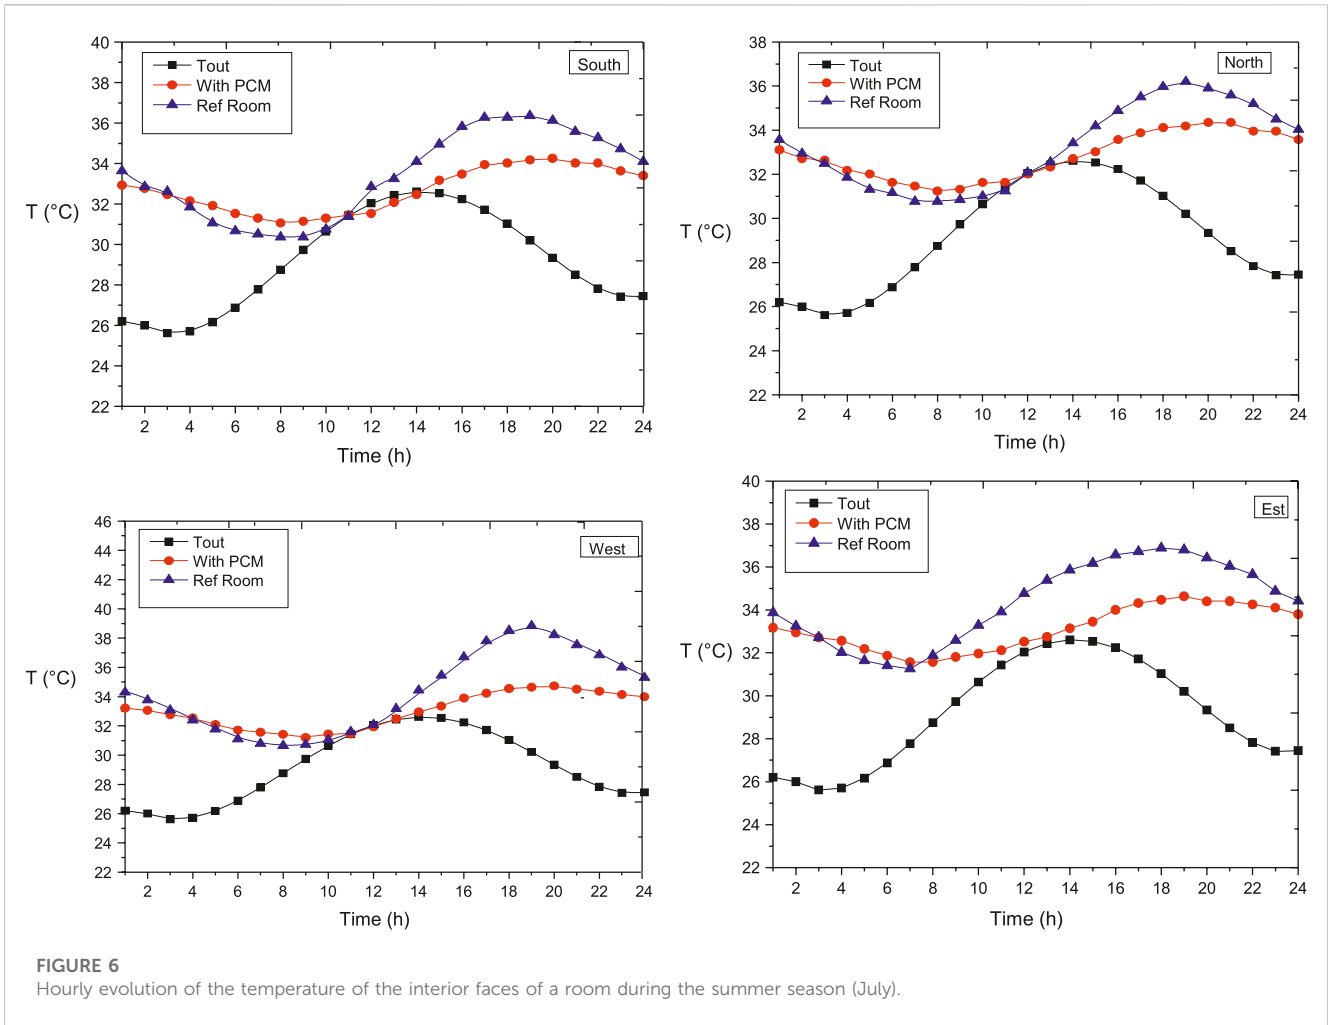 40
38
36
34
32
30
28
26
24
22
T (°C)
Tout
With PCM
Ref Room
South
2 4 6 8 10 12 14 16 18 20 22 24
Time (h)
38
36
34
32
30
28
26
24
22
T (°C)
Tout
With PCM
Ref Room
North
2 4 6 8 10 12 14 16 18 20 22 24
Time (h)
46
44
42
40
38
36
34
32
30
28
26
24
22
T (°C)
Tout
With PCM
Ref Room
West
2 4 6 8 10 12 14 16 18 20 22 24
Time (h)
40
38
36
34
32
30
28
26
24
22
T (°C)
Tout
With PCM
Ref Room
Est
2 4 6 8 10 12 14 16 18 20 22 24
Time (h)
FIGURE 6
Hourly evolution of the temperature of the interior faces of a room during the summer season (July).